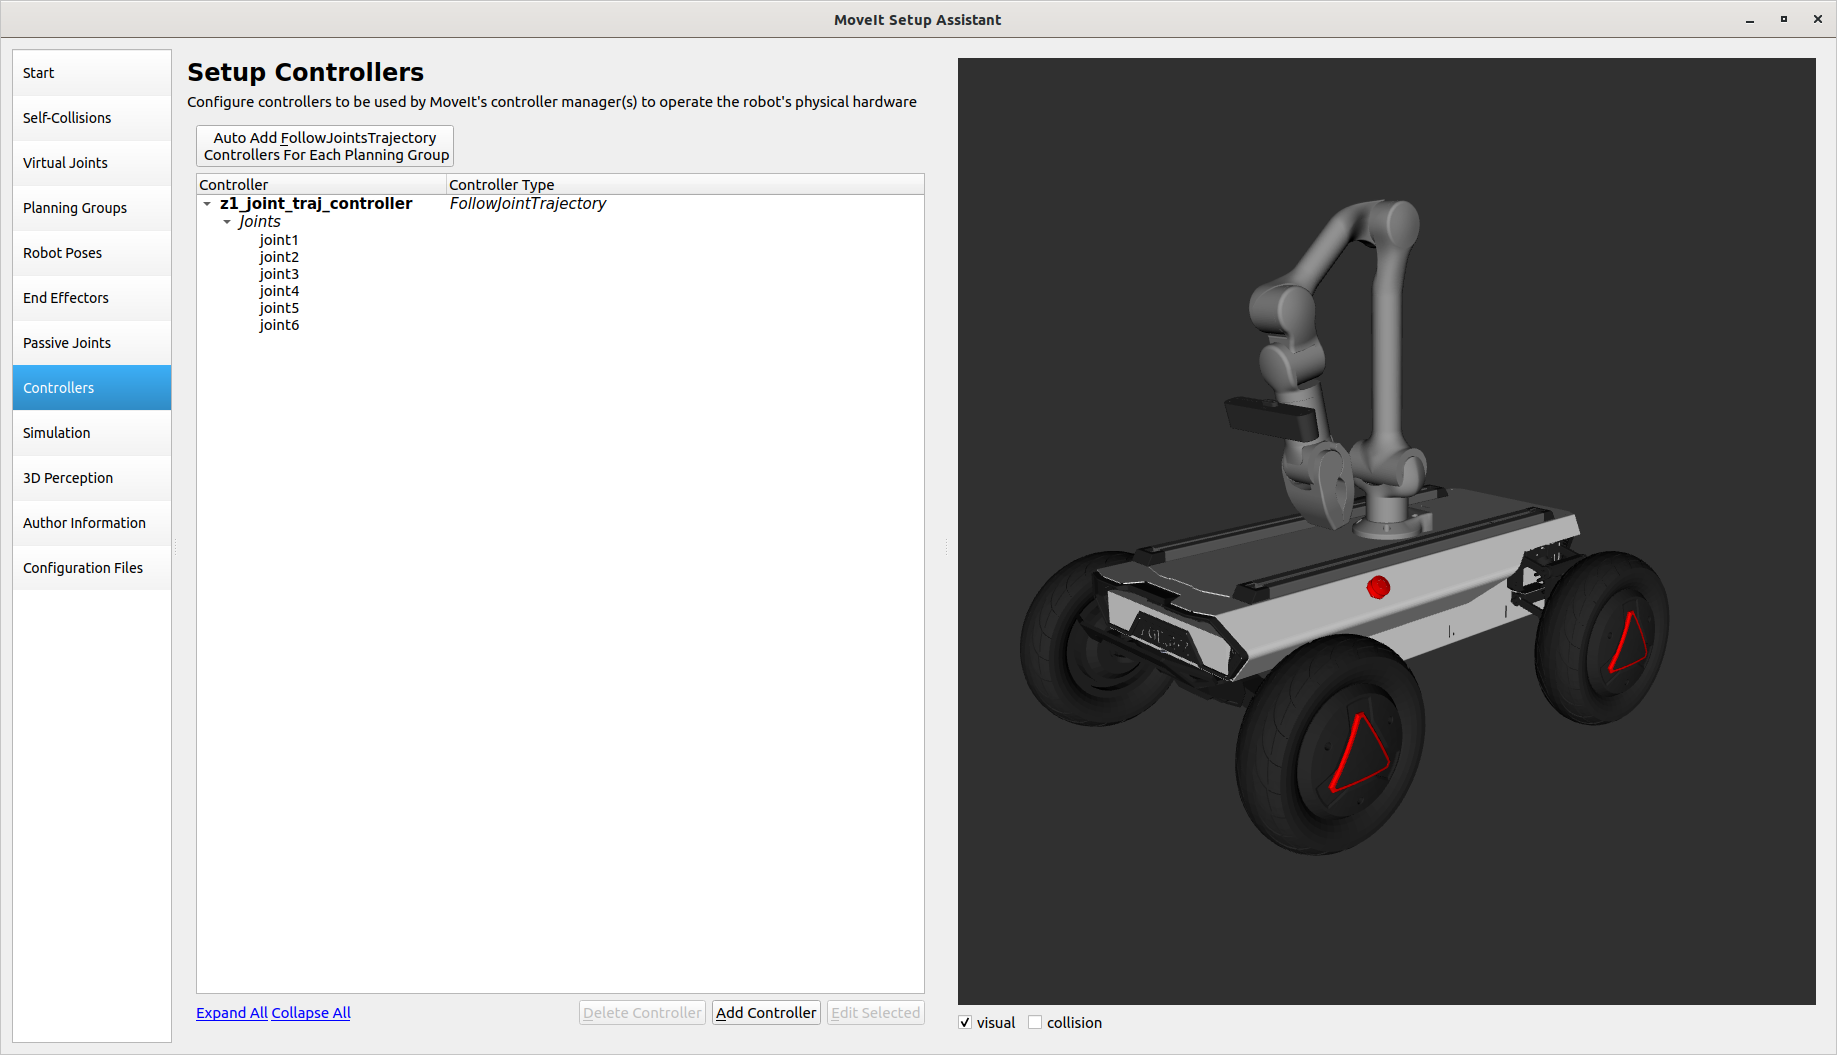 MoveIt Setup Assistant
Start
Self-Collisions
Virtual Joints
Planning Groups
Robot Poses
End Effectors
Passive Joints
Controllers
Simulation
3D Perception
Author Information
Configuration Files
Setup Controllers
Configure controllers to be used by MoveIt's controller manager(s) to operate the robot's physical hardware
Auto Add FollowJointsTrajectory
Controllers For Each Planning Group
Controller Controller Type
z1_joint_traj_controller FollowJointTrajectory
Joints
joint1
joint2
joint3
joint4
joint5
joint6
Expand All Collapse All Delete Controller Add Controller Edit Selected
visual collision